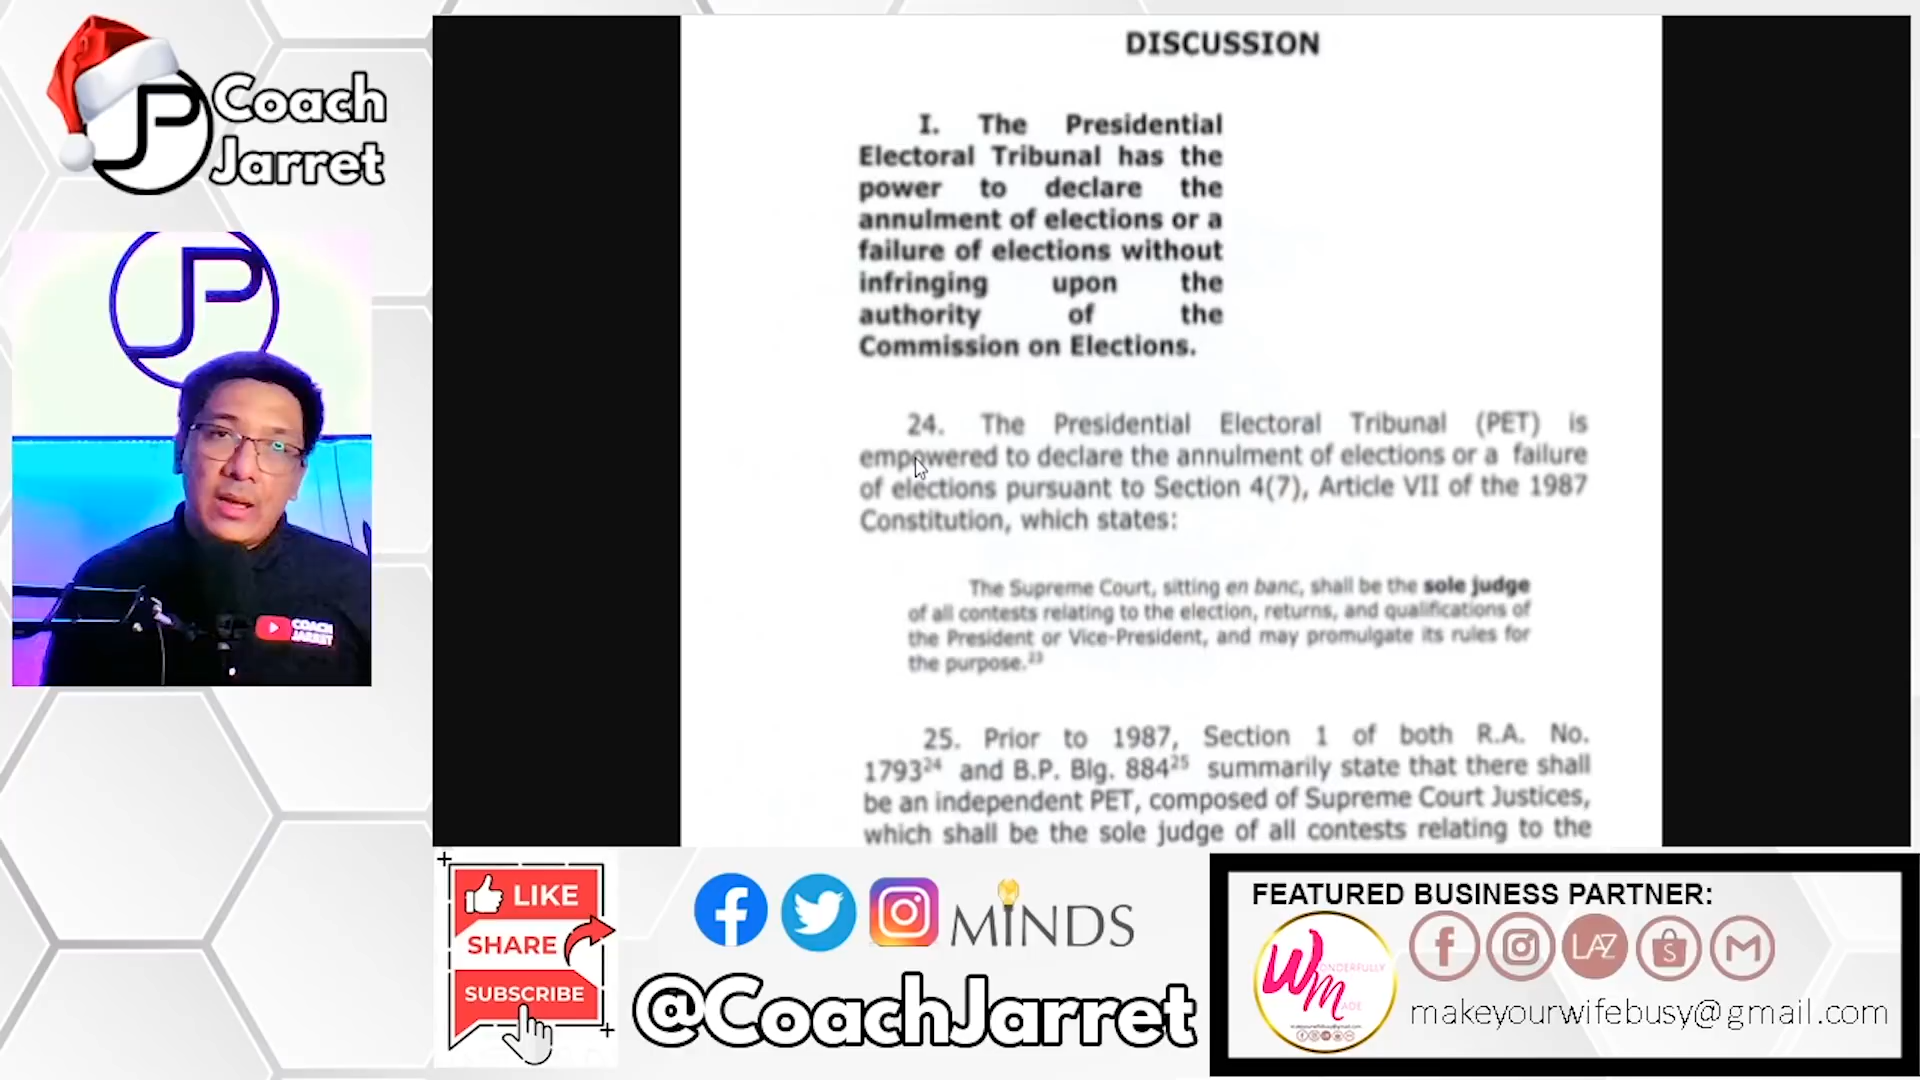 Coach
Jarret
JP
COACH
JARRET
DISCUSSION
I. The Presidential
Electoral Tribunal has the
power to declare the
annulment of elections or a
failure of elections without
infringing upon the
authority of the
Commission on Elections.
24. The Presidential Electoral Tribunal (PET) is
empowered to declare the annulment of elections or a failure
of elections pursuant to Section 4(7), Article VII of the 1987
Constitution, which states:
The Supreme Court, sitting en banc, shall be the sole judge
of all contests relating to the election, returns, and qualifications of
the President or Vice-President, and may promulgate its rules for
the purpose.23
25. Prior to 1987, Section 1 of both R.A. No.
179324 and B.P. Blg. 88425 summarily state that there shall
be an independent PET, composed of Supreme Court Justices,
which shall be the sole judge of all contests relating to the
LIKE
SHARE
SUBSCRIBE
MINDS
@CoachJarret
FEATURED BUSINESS PARTNER:
WONDERFULLY
MADE
LAZ
S
makeyourwifebusy@gmail.com